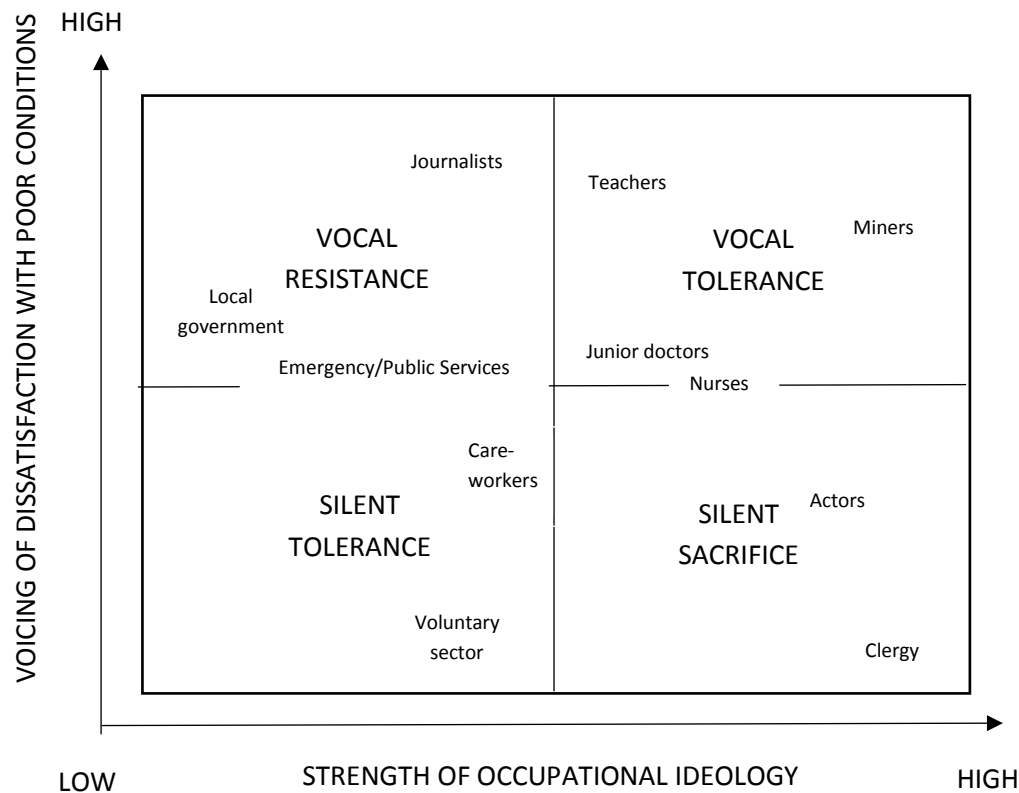 HIGH
VOICING OF DISSATISFACTION WITH POOR CONDITIONS
Journalists
Teachers
Miners
VOCAL
RESISTANCE
VOCAL
TOLERANCE
Local
government
Emergency/Public Services
Junior doctors
Nurses
Care-
workers
SILENT
TOLERANCE
Actors
SILENT
SACRIFICE
Voluntary
sector
Clergy
LOW
STRENGTH OF OCCUPATIONAL IDEOLOGY
HIGH